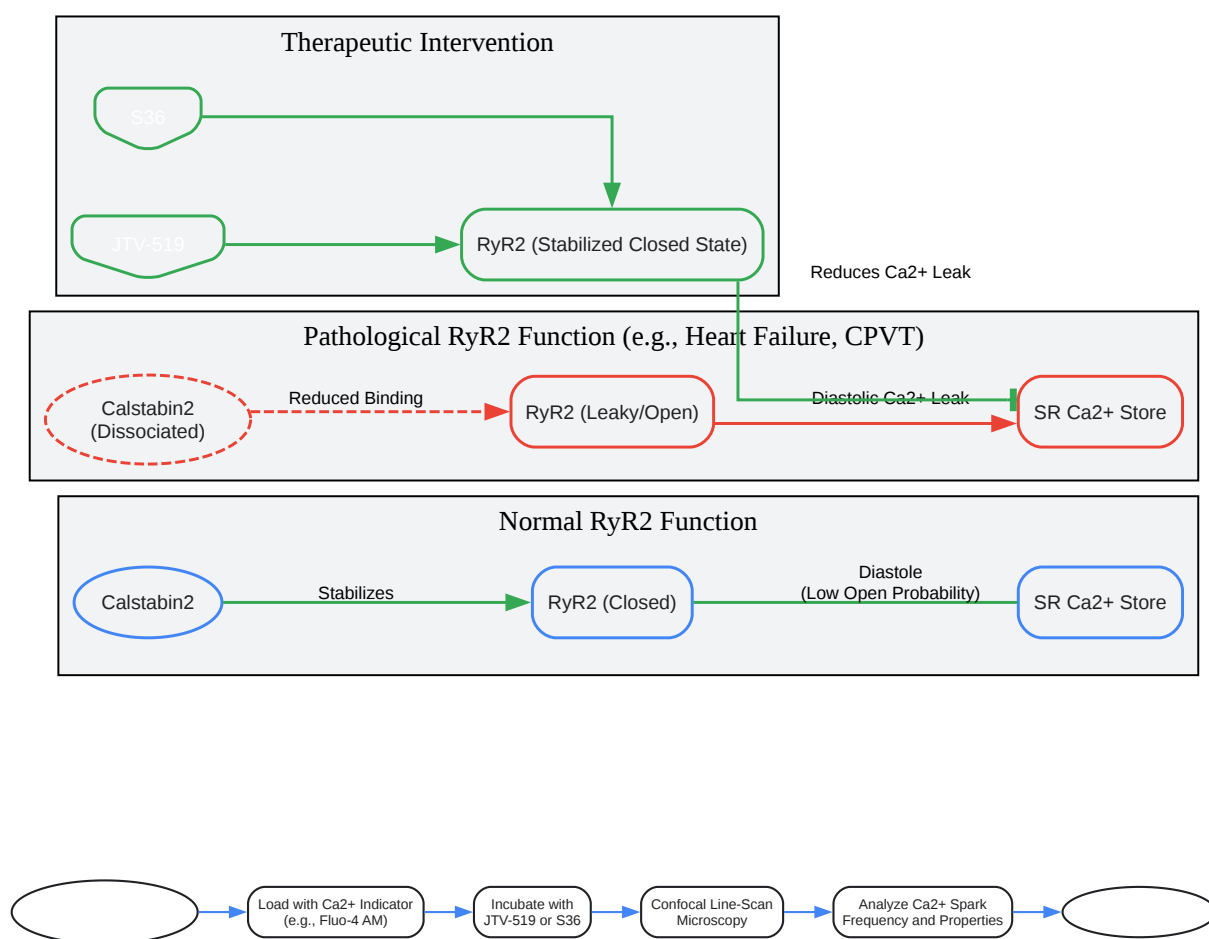 Therapeutic Intervention
S36
JTV-519
RyR2 (Stabilized Closed State)
Reduces Ca2+ Leak
Pathological RyR2 Function (e.g., Heart Failure, CPVT)
Calstabin2
(Dissociated)
Reduced Binding
RyR2 (Leaky/Open)
Diastolic Ca2+ Leak
SR Ca2+ Store
Normal RyR2 Function
Calstabin2
Stabilizes
RyR2 (Closed)
Diastole
(Low Open Probability)
SR Ca2+ Store
Load with Ca2+ Indicator
(e.g., Fluo-4 AM)
Incubate with
JTV-519 or S36
Confocal Line-Scan
Microscopy
Analyze Ca2+ Spark
Frequency and Properties